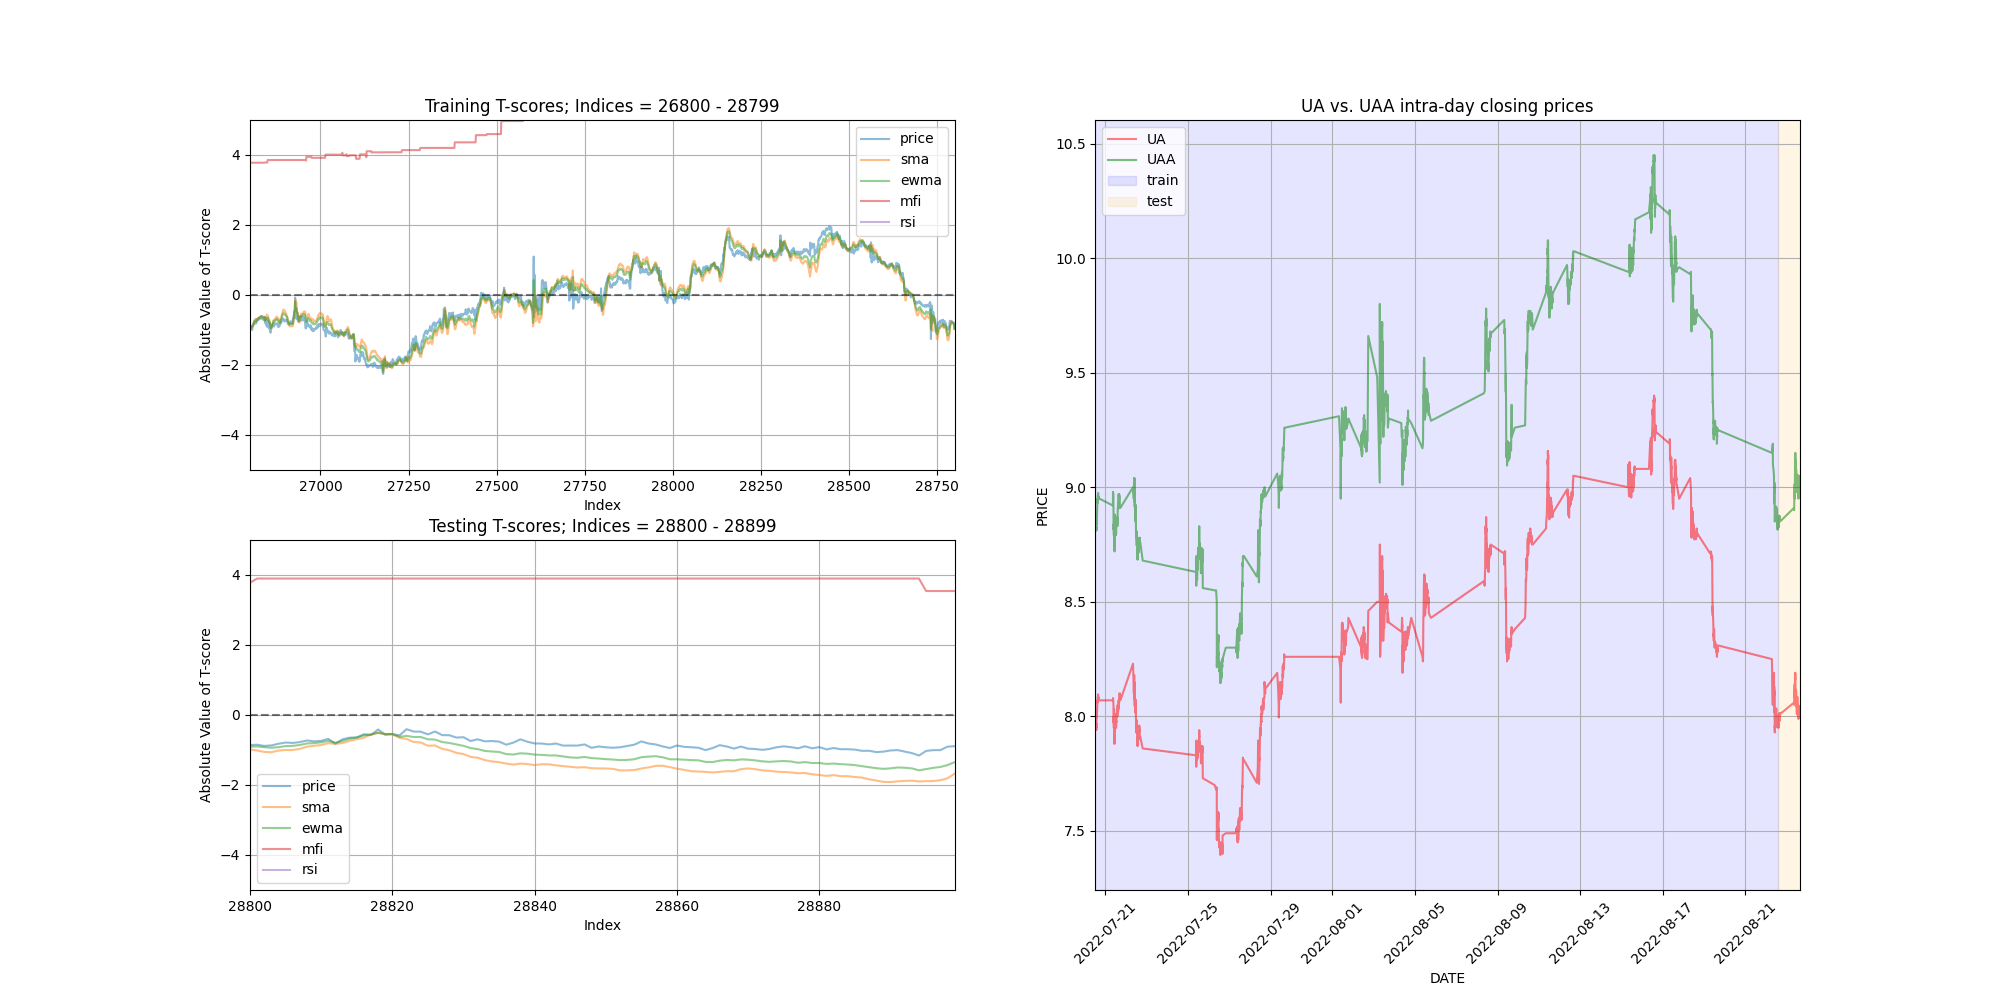 Training T-scores; Indices = 26800 - 28799
Absolute Value of T-score
4
2
0
−2
−4
price
sma
ewma
mfi
rsi
27000 27250 27500 27750 28000 28250 28500 28750
Index
Testing T-scores; Indices = 28800 - 28899
Absolute Value of T-score
4
2
0
−2
−4
price
sma
ewma
mfi
rsi
28800 28820 28840 28860 28880
Index
UA vs. UAA intra-day closing prices
PRICE
10.5
10.0
9.5
9.0
8.5
8.0
7.5
UA
UAA
train
test
2022-07-21 2022-07-25 2022-07-29 2022-08-01 2022-08-05 2022-08-09 2022-08-13 2022-08-17 2022-08-21
DATE